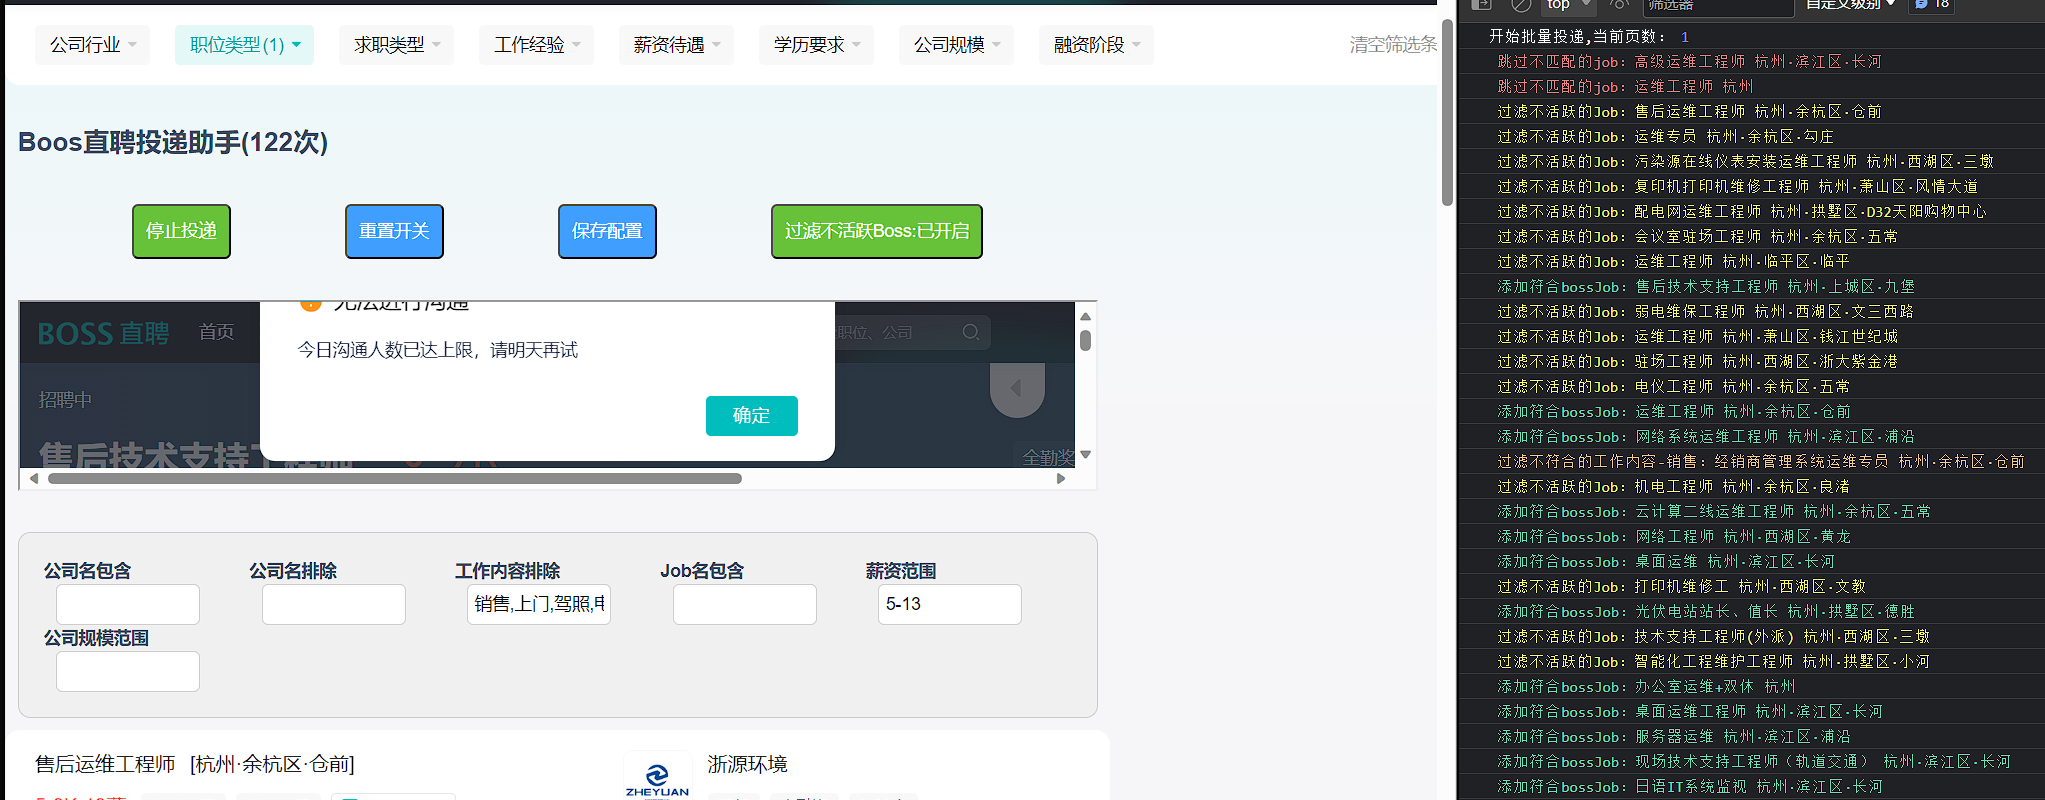 公司行业 职位类型(1) 求职类型 工作经验 薪资待遇 学历要求 公司规模 融资阶段 清空筛选条
Boos直聘投递助手(122次)
停止投递 重置开关 保存配置 过滤不活跃Boss:已开启
无法进行沟通
BOSS 直聘 首页 职位、公司
今日沟通人数已达上限，请明天再试
招聘中
确定
售后技术支持工程师
全勤奖
公司名包含 公司名排除 工作内容排除 Job名包含 薪资范围
销售,上门,驾照,电 5-13
公司规模范围
售后运维工程师 [杭州·余杭区·仓前] 浙源环境
ZHEYUAN
top 筛选器 自定义级别 18
开始批量投递,当前页数： 1
跳过不匹配的job：高级运维工程师 杭州·滨江区·长河
跳过不匹配的job：运维工程师 杭州
过滤不活跃的Job：售后运维工程师 杭州·余杭区·仓前
过滤不活跃的Job：运维专员 杭州·余杭区·勾庄
过滤不活跃的Job：污染源在线仪表安装运维工程师 杭州·西湖区·三墩
过滤不活跃的Job：复印机打印机维修工程师 杭州·萧山区·风情大道
过滤不活跃的Job：配电网运维工程师 杭州·拱墅区·D32天阳购物中心
过滤不活跃的Job：会议室驻场工程师 杭州·余杭区·五常
过滤不活跃的Job：运维工程师 杭州·临平区·临平
添加符合bossJob：售后技术支持工程师 杭州·上城区·九堡
过滤不活跃的Job：弱电维保工程师 杭州·西湖区·文三西路
过滤不活跃的Job：运维工程师 杭州·萧山区·钱江世纪城
过滤不活跃的Job：驻场工程师 杭州·西湖区·浙大紫金港
过滤不活跃的Job：电仪工程师 杭州·余杭区·五常
添加符合bossJob：运维工程师 杭州·余杭区·仓前
添加符合bossJob：网络系统运维工程师 杭州·滨江区·浦沿
过滤不符合的工作内容-销售：经销商管理系统运维专员 杭州·余杭区·仓前
过滤不活跃的Job：机电工程师 杭州·余杭区·良渚
添加符合bossJob：云计算二线运维工程师 杭州·余杭区·五常
添加符合bossJob：网络工程师 杭州·西湖区·黄龙
添加符合bossJob：桌面运维 杭州·滨江区·长河
过滤不活跃的Job：打印机维修工 杭州·西湖区·文教
添加符合bossJob：光伏电站站长、值长 杭州·拱墅区·德胜
过滤不活跃的Job：技术支持工程师(外派) 杭州·西湖区·三墩
过滤不活跃的Job：智能化工程维护工程师 杭州·拱墅区·小河
添加符合bossJob：办公室运维+双休 杭州
添加符合bossJob：桌面运维工程师 杭州·滨江区·长河
添加符合bossJob：服务器运维 杭州·滨江区·浦沿
添加符合bossJob：现场技术支持工程师（轨道交通） 杭州·滨江区·长河
添加符合bossJob：日语IT系统监视 杭州·滨江区·长河